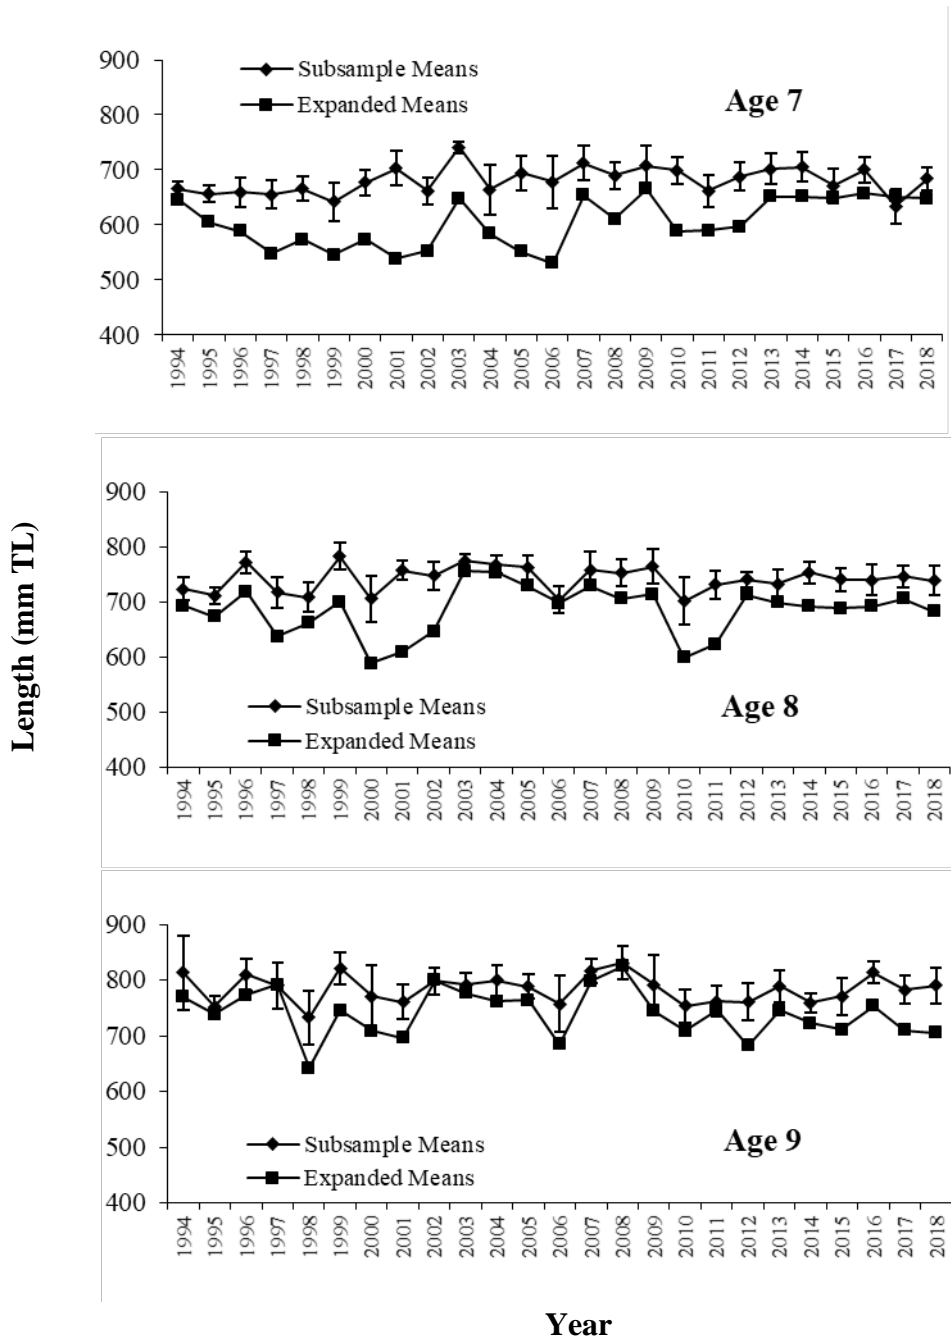 Length (mm TL)
900
800
700
600
500
400
Subsample Means
Expanded Means
Age 7
1994 1995 1996 1997 1998 1999 2000 2001 2002 2003 2004 2005 2006 2007 2008 2009 2010 2011 2012 2013 2014 2015 2016 2017 2018
900
800
700
600
500
400
Subsample Means
Expanded Means
Age 8
1994 1995 1996 1997 1998 1999 2000 2001 2002 2003 2004 2005 2006 2007 2008 2009 2010 2011 2012 2013 2014 2015 2016 2017 2018
900
800
700
600
500
400
Subsample Means
Expanded Means
Age 9
1994 1995 1996 1997 1998 1999 2000 2001 2002 2003 2004 2005 2006 2007 2008 2009 2010 2011 2012 2013 2014 2015 2016 2017 2018
Year